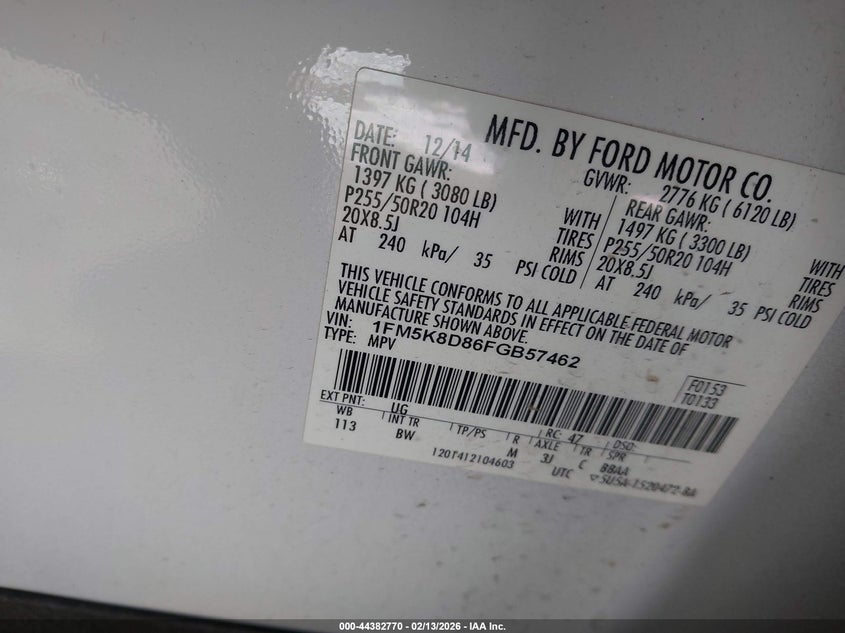 MFD. BY FORD MOTOR CO.
DATE: 12/14 GVWR: 2776 KG ( 6120 LB)
FRONT GAWR: REAR GAWR:
1397 KG ( 3080 LB) WITH 1497 KG ( 3300 LB) WITH
P255/50R20 104H TIRES P255/50R20 104H TIRES
20X8.5J RIMS 20X8.5J RIMS
AT 240 kPa/ 35 PSI COLD AT 240 kPa/ 35 PSI COLD
THIS VEHICLE CONFORMS TO ALL APPLICABLE FEDERAL MOTOR
VEHICLE SAFETY STANDARDS IN EFFECT ON THE DATE OF
MANUFACTURE SHOWN ABOVE.
VIN: 1FM5K8D86FGB57462
TYPE: MPV
F0153
T0133
EXT PNT: UG RC: 47 DSO:
WB INT TR TP/PS R AXLE TR SPR
113 BW M 3J C BBAA
120T412104603 UTC ▽SU5A-1520472-BA
000-44382770 - 02/13/2026 - IAA Inc.